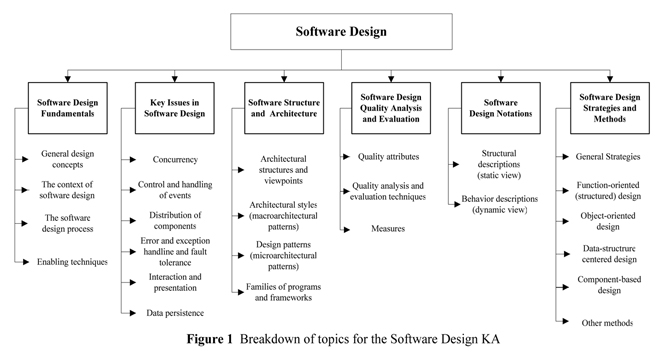 Software Design
Software Design
Fundamentals
General design
concepts
The context of
software design
The software
design process
Enabling techniques
Key Issues in
Software Design
Concurrency
Control and handling
of events
Distribution of
components
Error and exception
handline and fault
tolerance
Interaction and
presentation
Data persistence
Software Structure
and Architecture
Architectural
structures and
viewpoints
Architectural styles
(macroarchitectural
patterns)
Design patterns
(microarchitectural
patterns)
Families of programs
and frameworks
Software Design
Quality Analysis
and Evaluation
Quality attributes
Quality analysis and
evaluation techniques
Measures
Software
Design Notations
Structural
descriptions
(static view)
Behavior descriptions
(dynamic view)
Software Design
Strategies and
Methods
General Strategies
Function-oriented
(structured) design
Object-oriented
design
Data-structrure
centered design
Component-based
design
Other methods
Figure 1 Breakdown of topics for the Software Design KA